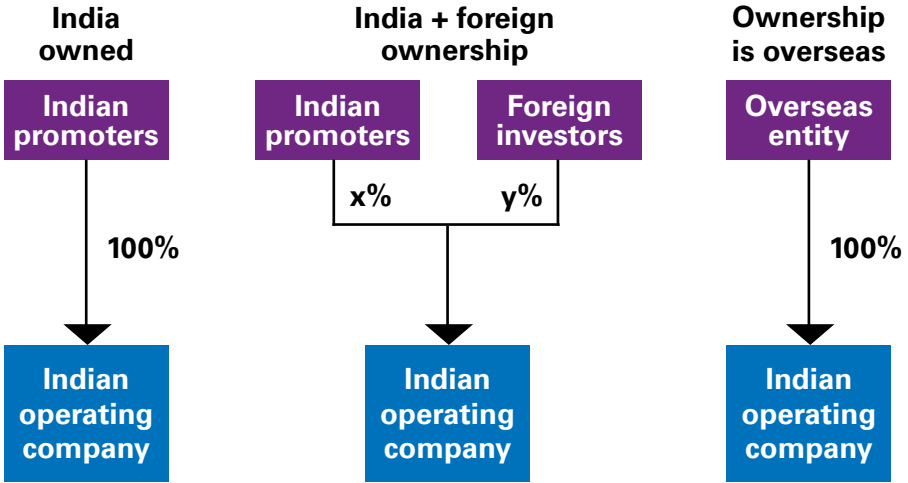 India
owned
Indian
promoters
100%
Indian
operating
company
India + foreign
ownership
Indian
promoters
Foreign
investors
x%
y%
Indian
operating
company
Ownership
is overseas
Overseas
entity
100%
Indian
operating
company